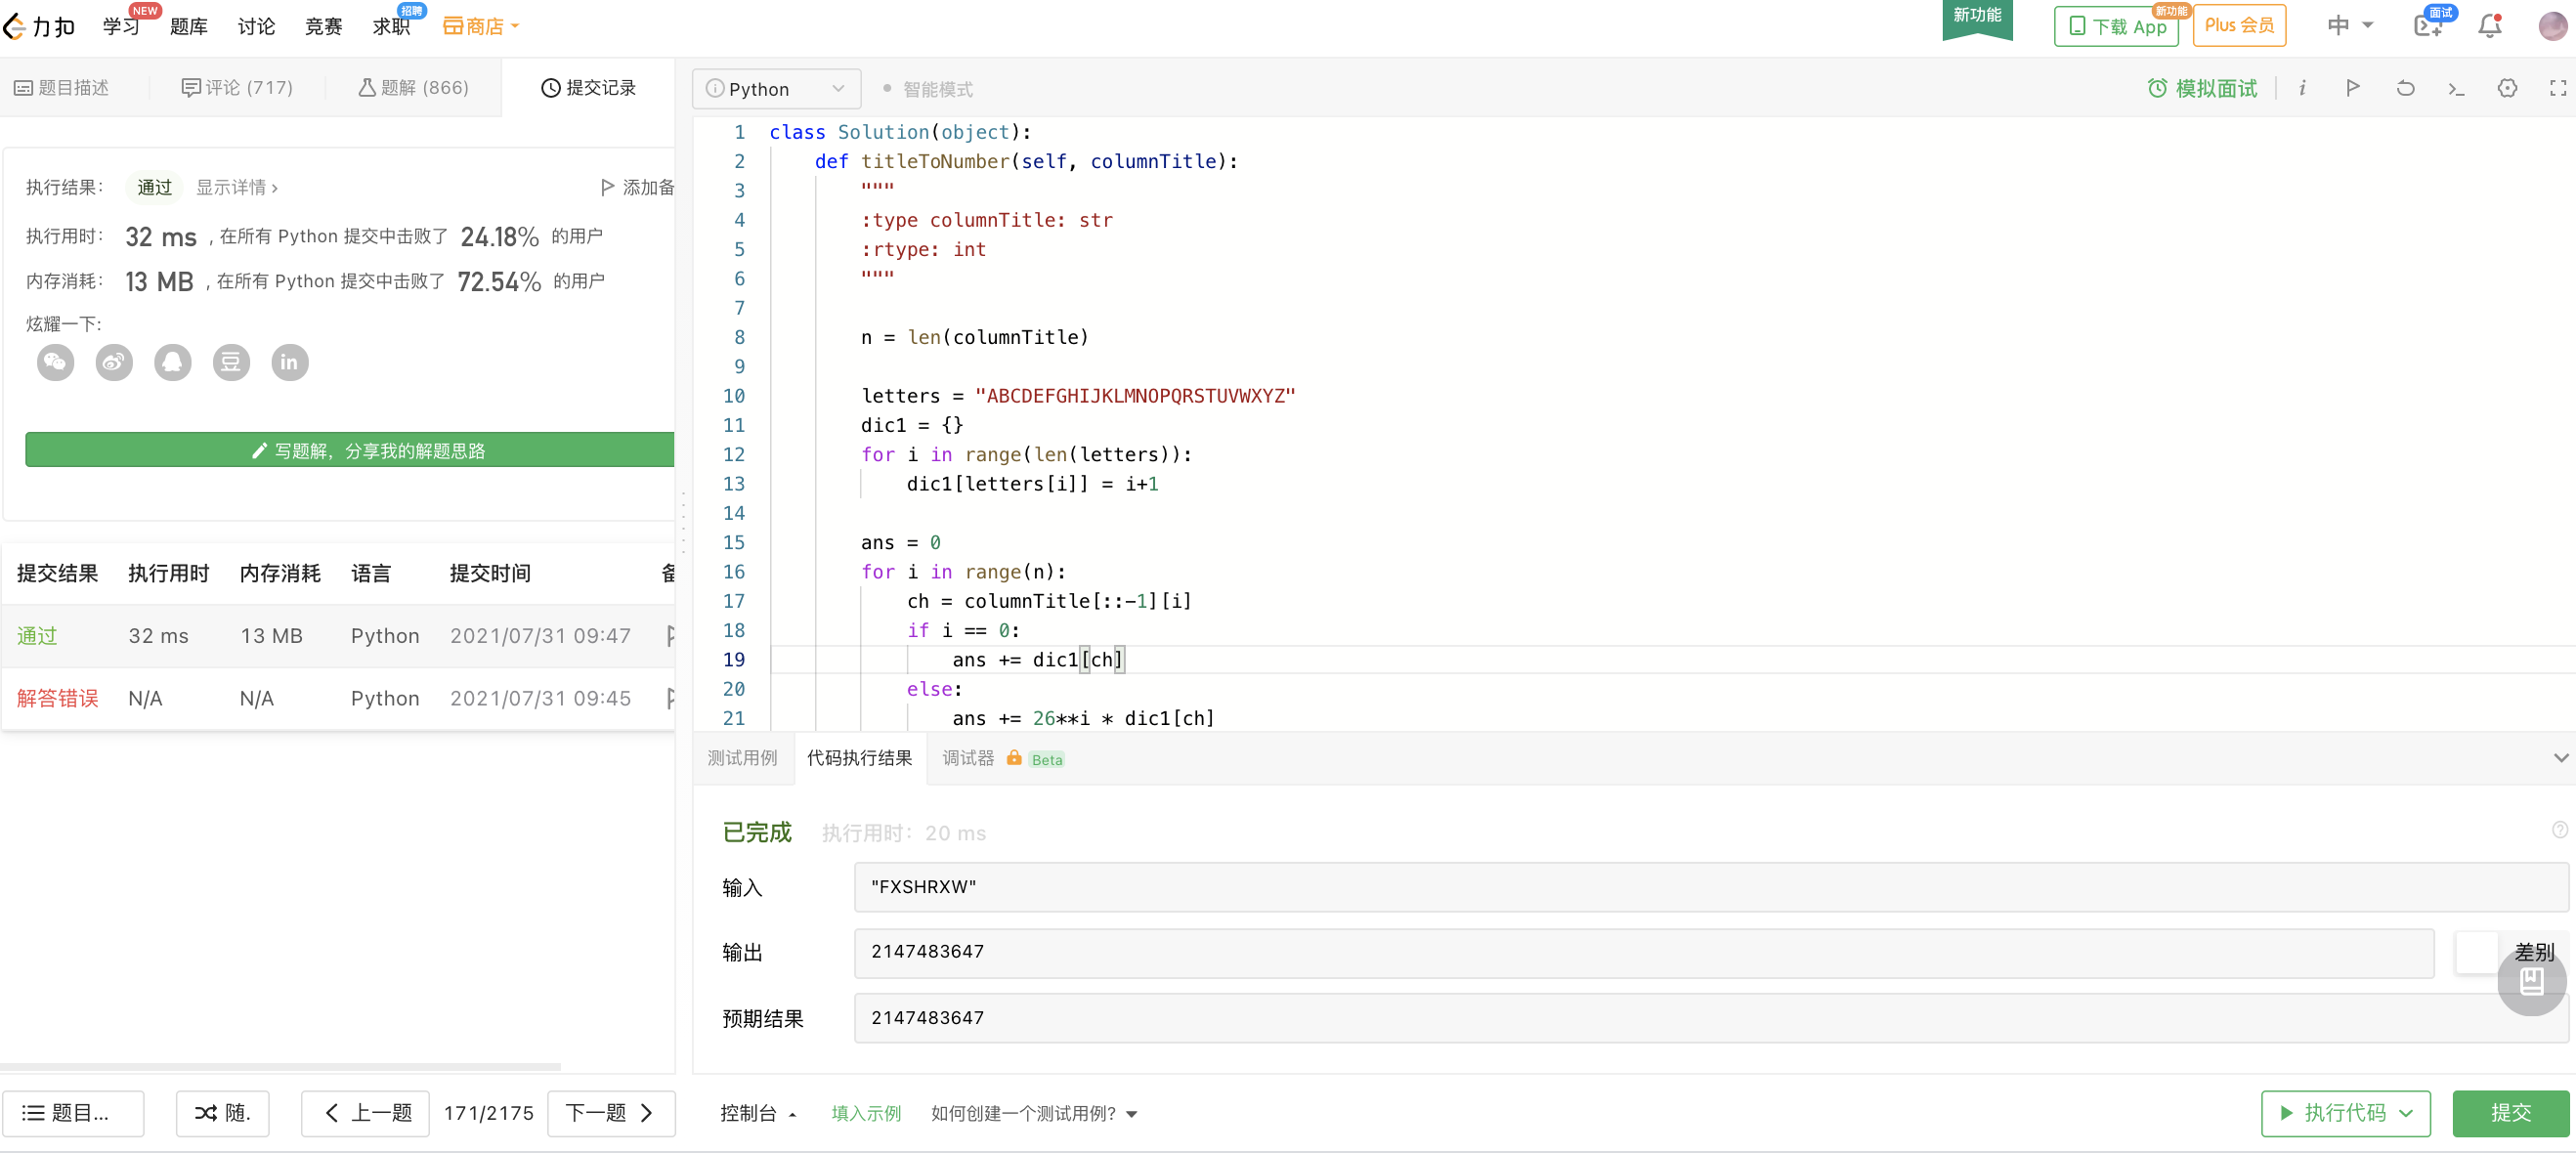 力扣 学习 NEW 题库 讨论 竞赛 求职 招聘 商店 新功能 下载 App 新功能 Plus 会员 中 面试
题目描述 评论 (717) 题解 (866) 提交记录
Python 智能模式 模拟面试 i
执行结果： 通过 显示详情 › 添加备
执行用时： 32 ms , 在所有 Python 提交中击败了 24.18% 的用户
内存消耗： 13 MB , 在所有 Python 提交中击败了 72.54% 的用户
炫耀一下:
豆 in
写题解，分享我的解题思路
提交结果 执行用时 内存消耗 语言 提交时间
通过 32 ms 13 MB Python 2021/07/31 09:47
解答错误 N/A N/A Python 2021/07/31 09:45
题目... 随. 上一题 171/2175 下一题
1 class Solution(object):
2 def titleToNumber(self, columnTitle):
3 """
4 :type columnTitle: str
5 :rtype: int
6 """
7
8 n = len(columnTitle)
9
10 letters = "ABCDEFGHIJKLMNOPQRSTUVWXYZ"
11 dic1 = {}
12 for i in range(len(letters)):
13 dic1[letters[i]] = i+1
14
15 ans = 0
16 for i in range(n):
17 ch = columnTitle[::-1][i]
18 if i == 0:
19 ans += dic1[ch]
20 else:
21 ans += 26**i * dic1[ch]
测试用例 代码执行结果 调试器 Beta
已完成 执行用时：20 ms
输入 "FXSHRXW"
输出 2147483647 差别
预期结果 2147483647
控制台 填入示例 如何创建一个测试用例? 执行代码 提交